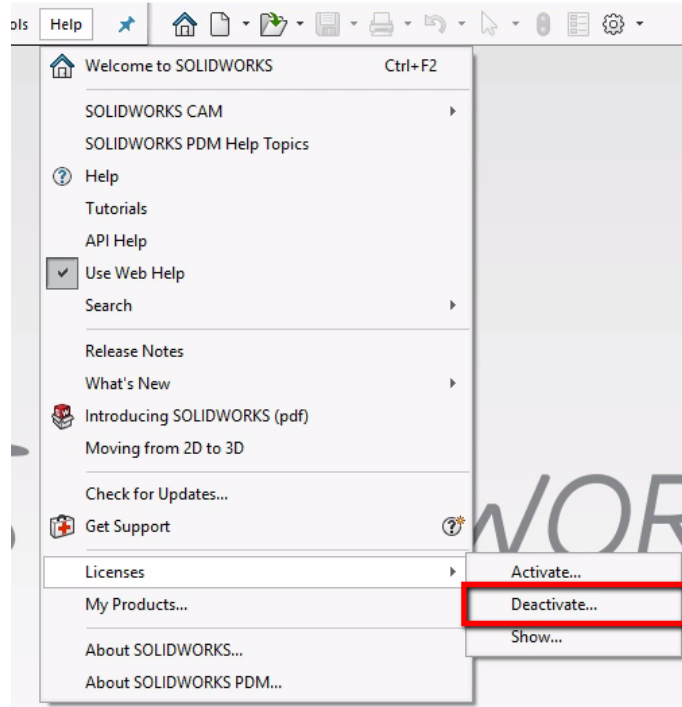 ols Help
Welcome to SOLIDWORKS Ctrl+F2
SOLIDWORKS CAM
SOLIDWORKS PDM Help Topics
Help
Tutorials
API Help
Use Web Help
Search
Release Notes
What's New
Introducing SOLIDWORKS (pdf)
Moving from 2D to 3D
Check for Updates...
Get Support
WOR
Licenses
Activate...
My Products...
Deactivate...
Show...
About SOLIDWORKS...
About SOLIDWORKS PDM...